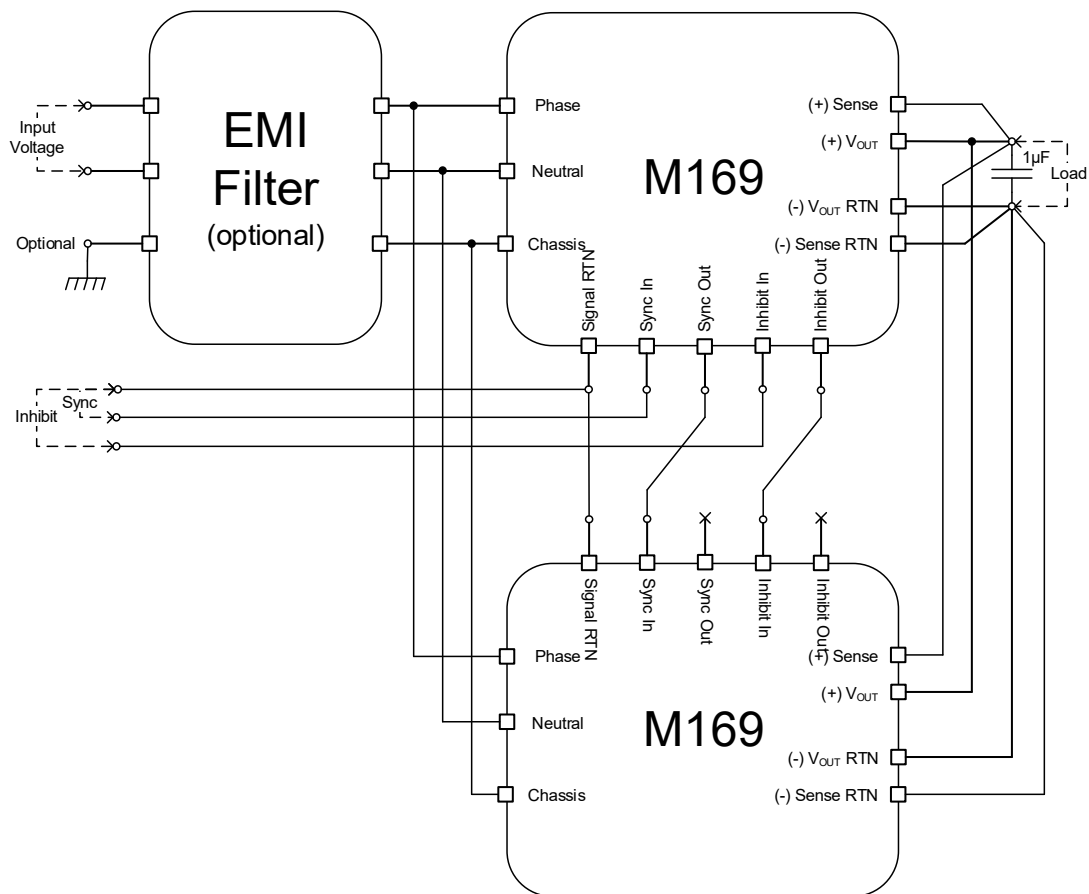 EMI
Filter
(optional)
Input
Voltage
Optional
M169
Phase
Neutral
Chassis
(+) Sense
(+) VOUT
(-) VOUT RTN
(-) Sense RTN
Signal RTN
Sync In
Sync Out
Inhibit In
Inhibit Out
1µF
Load
Sync
Inhibit
Signal RTN
Sync In
Sync Out
Inhibit In
Inhibit Out
M169
Phase
Neutral
Chassis
(+) Sense
(+) VOUT
(-) VOUT RTN
(-) Sense RTN